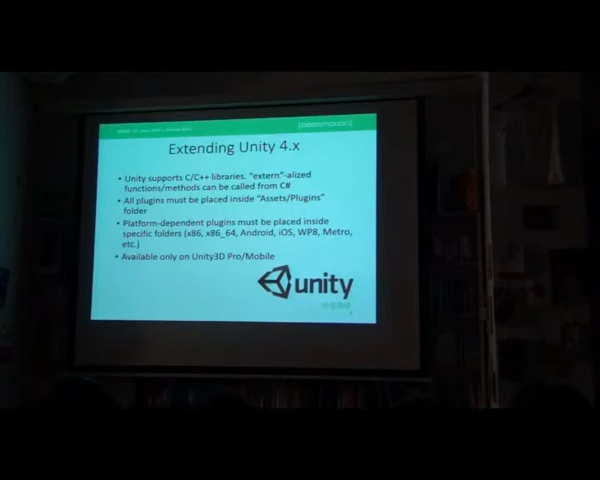 Extending Unity 4.x
• Unity supports C/C++ libraries. "extern"-alized
functions/methods can be called from C#
• All plugins must be placed inside "Assets/Plugins"
folder
• Platform-dependent plugins must be placed inside
specific folders (x86, x86_64, Android, iOS, WP8, Metro,
etc.)
• Available only on Unity3D Pro/Mobile
unity